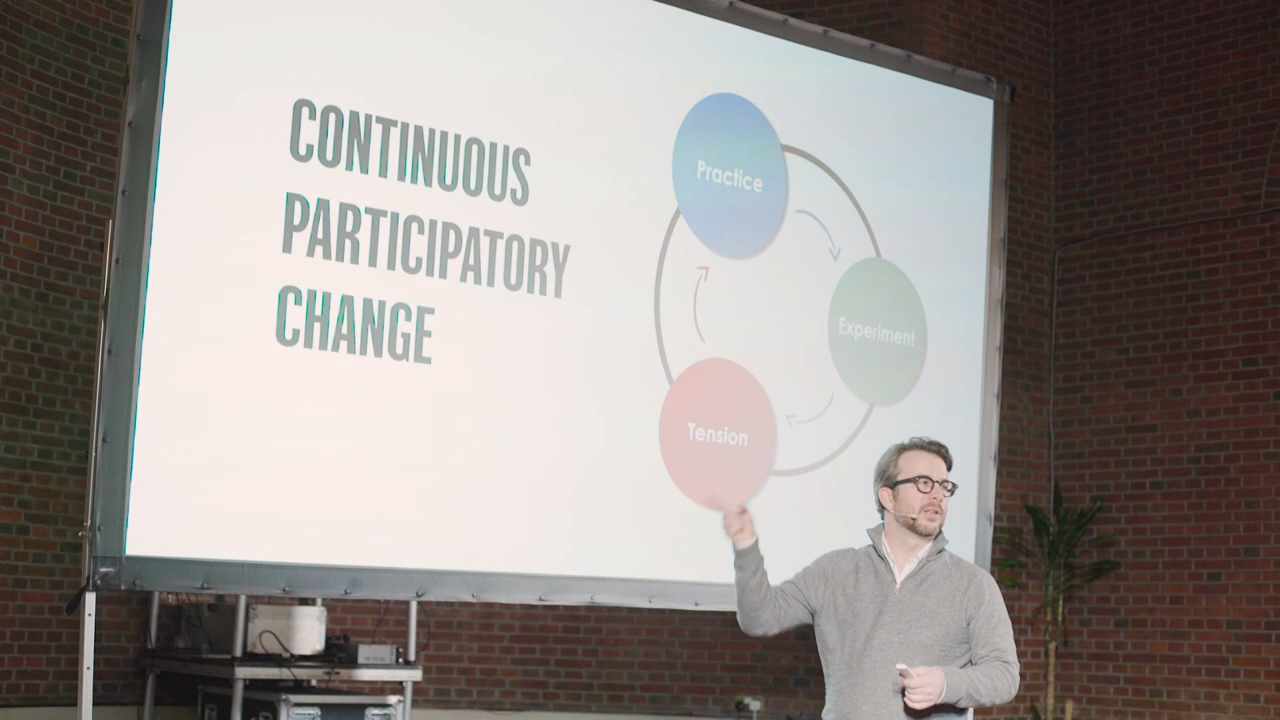 CONTINUOUS
PARTICIPATORY
CHANGE
Practice
Experiment
Tension